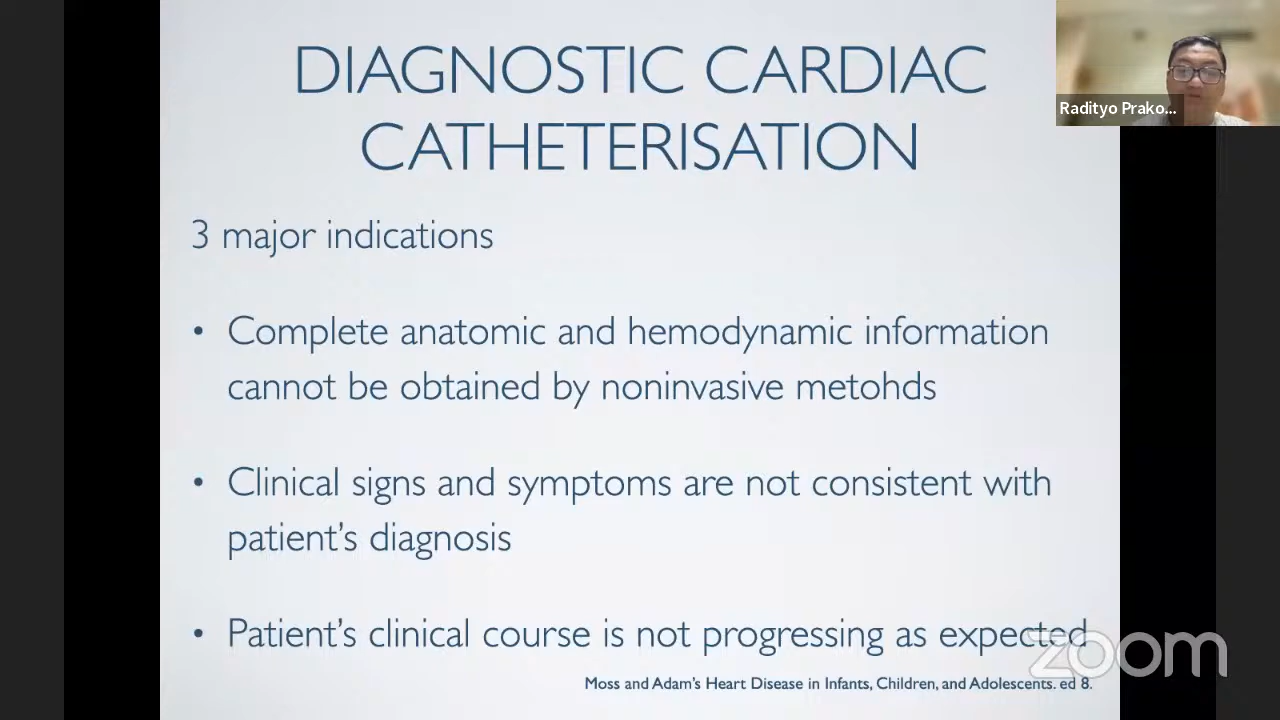 DIAGNOSTIC CARDIAC
CATHETERISATION
Radityo Prako...
3 major indications
• Complete anatomic and hemodynamic information
cannot be obtained by noninvasive metohds
• Clinical signs and symptoms are not consistent with
patient's diagnosis
• Patient's clinical course is not progressing as expected
zoom
Moss and Adam's Heart Disease in Infants, Children, and Adolescents. ed 8.